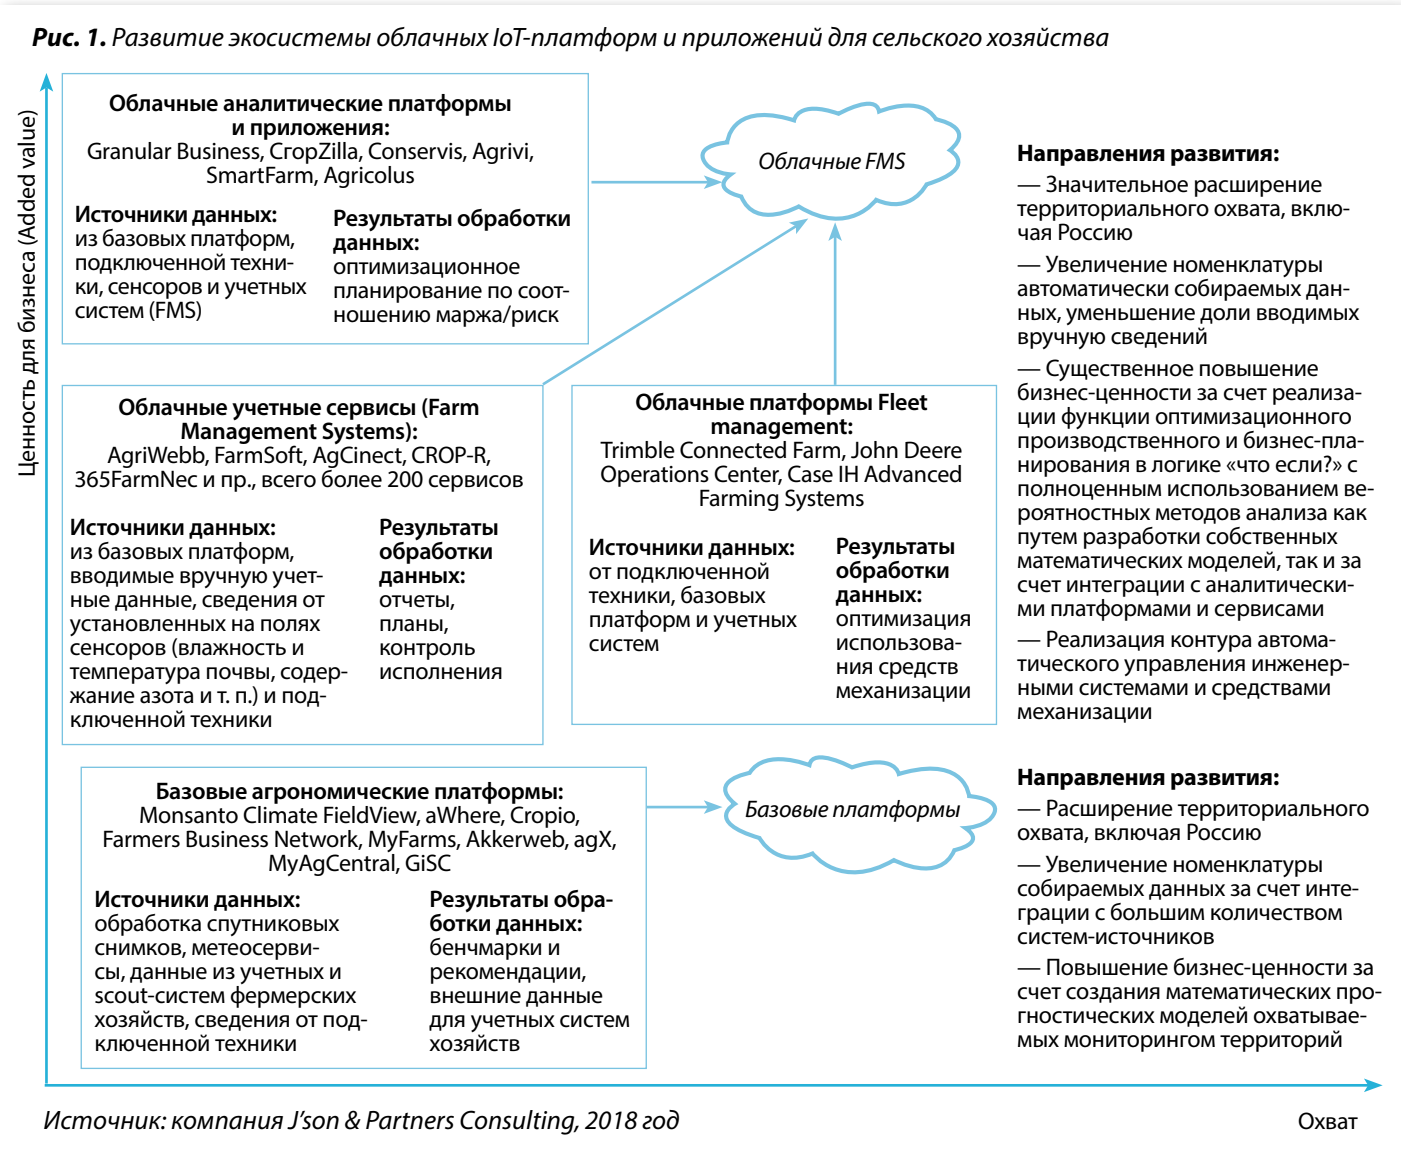 Рис. 1. Развитие экосистемы облачных IoT-платформ и приложений для сельского хозяйства
Ценность для бизнеса (Added value)
Облачные аналитические платформы
и приложения:
Granular Business, CropZilla, Conservis, Agrivi,
SmartFarm, Agricolus
Источники данных:
из базовых платформ,
подключенной техни-
ки, сенсоров и учетных
систем (FMS)
Результаты обработки
данных:
оптимизационное
планирование по соот-
ношению маржа/риск
Облачные FMS
Облачные учетные сервисы (Farm
Management Systems):
AgriWebb, FarmSoft, AgCinect, CROP-R,
365FarmNec и пр., всего более 200 сервисов
Источники данных:
из базовых платформ,
вводимые вручную учет-
ные данные, сведения от
установленных на полях
сенсоров (влажность и
температура почвы, содер-
жание азота и т. п.) и под-
ключенной техники
Результаты
обработки
данных:
отчеты,
планы,
контроль
исполнения
Облачные платформы Fleet
management:
Trimble Connected Farm, John Deere
Operations Center, Case IH Advanced
Farming Systems
Источники данных:
от подключенной
техники, базовых
платформ и учетных
систем
Результаты
обработки
данных:
оптимизация
использова-
ния средств
механизации
Направления развития:
— Значительное расширение
территориального охвата, вклю-
чая Россию
— Увеличение номенклатуры
автоматически собираемых дан-
ных, уменьшение доли вводимых
вручную сведений
— Существенное повышение
бизнес-ценности за счет реализа-
ции функции оптимизационного
производственного и бизнес-пла-
нирования в логике «что если?» с
полноценным использованием ве-
роятностных методов анализа как
путем разработки собственных
математических моделей, так и за
счет интеграции с аналитически-
ми платформами и сервисами
— Реализация контура автома-
тического управления инженер-
ными системами и средствами
механизации
Базовые агрономические платформы:
Monsanto Climate FieldView, aWhere, Cropio,
Farmers Business Network, MyFarms, Akkerweb, agX,
MyAgCentral, GiSC
Источники данных:
обработка спутниковых
снимков, метеосерви-
сы, данные из учетных и
scout-систем фермерских
хозяйств, сведения от под-
ключенной техники
Результаты обра-
ботки данных:
бенчмарки и
рекомендации,
внешние данные
для учетных систем
хозяйств
Базовые платформы
Направления развития:
— Расширение территориального
охвата, включая Россию
— Увеличение номенклатуры
собираемых данных за счет инте-
грации с большим количеством
систем-источников
— Повышение бизнес-ценности за
счет создания математических про-
гностических моделей охватывае-
мых мониторингом территорий
Источник: компания J’son & Partners Consulting, 2018 год
Охват